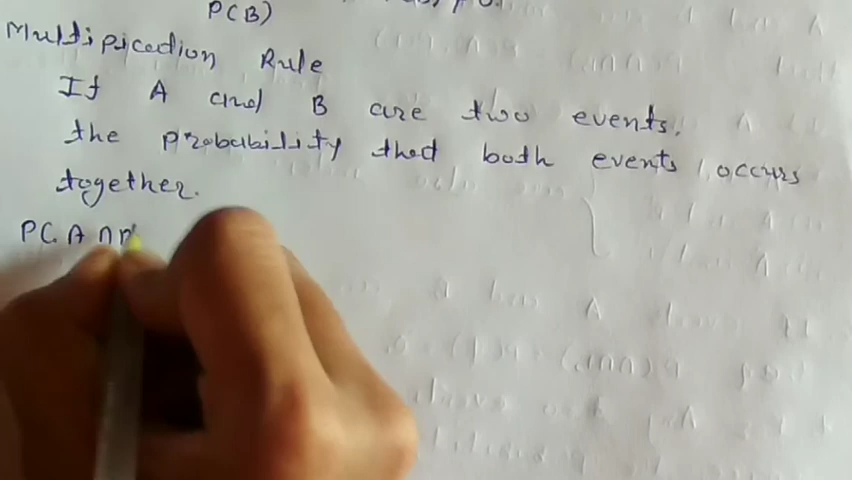 P(B)
Multipication Rule
If A and B are two events,
the probability that both events occurs
together.
P(A∩B